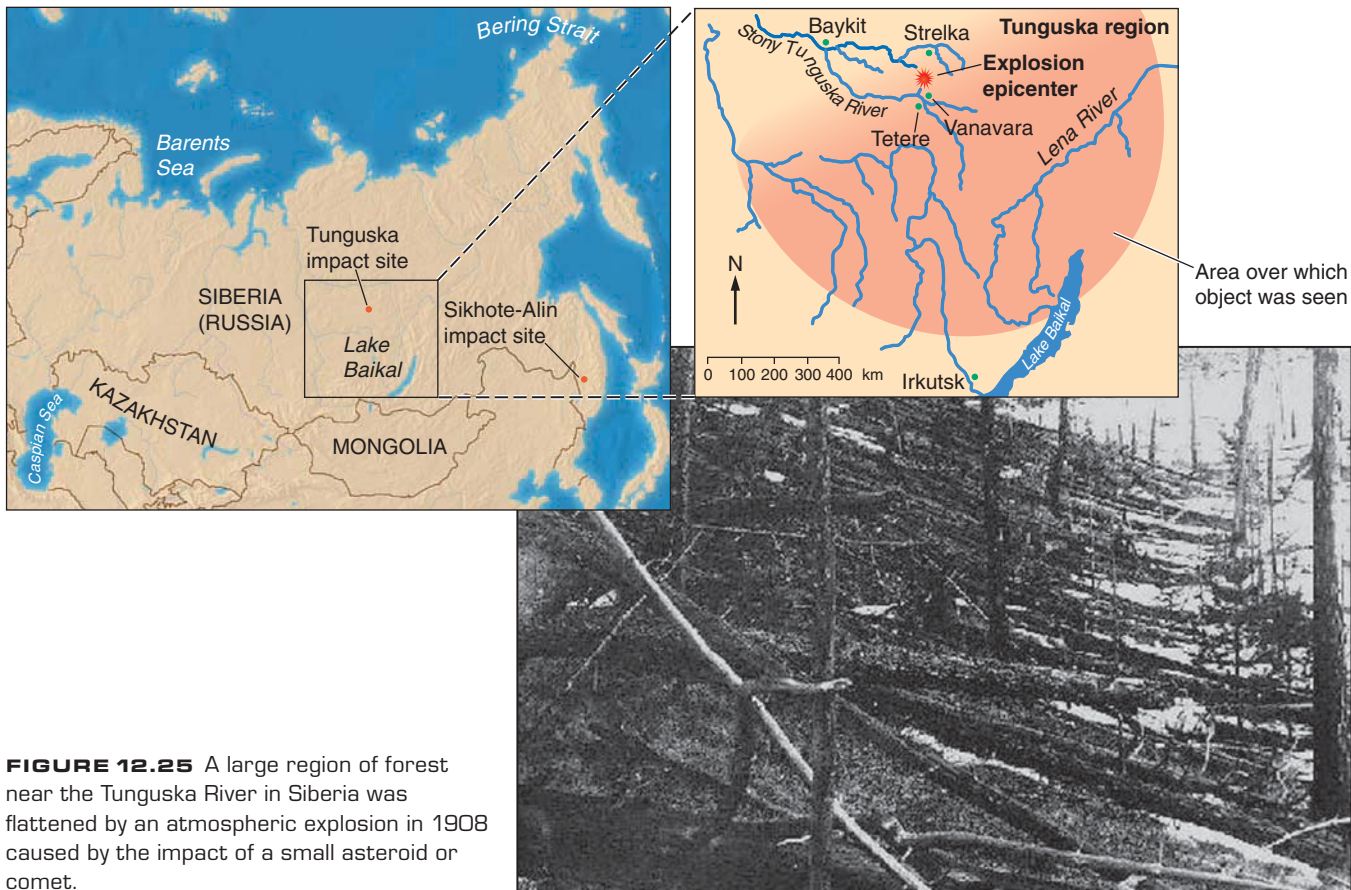 Bering Strait
Barents
Sea
Tunguska
impact site
SIBERIA
(RUSSIA)
Sikhote-Alin
impact site
Lake
Baikal
KAZAKHSTAN
Caspian Sea
MONGOLIA
Baykit
Strelka
Tunguska region
Stony Tunguska River
Explosion
epicenter
Vanavara
Tetere
Lena River
N
Area over which
object was seen
Lake Baikal
0 100 200 300 400 km
Irkutsk
FIGURE 12.25 A large region of forest
near the Tunguska River in Siberia was
flattened by an atmospheric explosion in 1908
caused by the impact of a small asteroid or
comet.